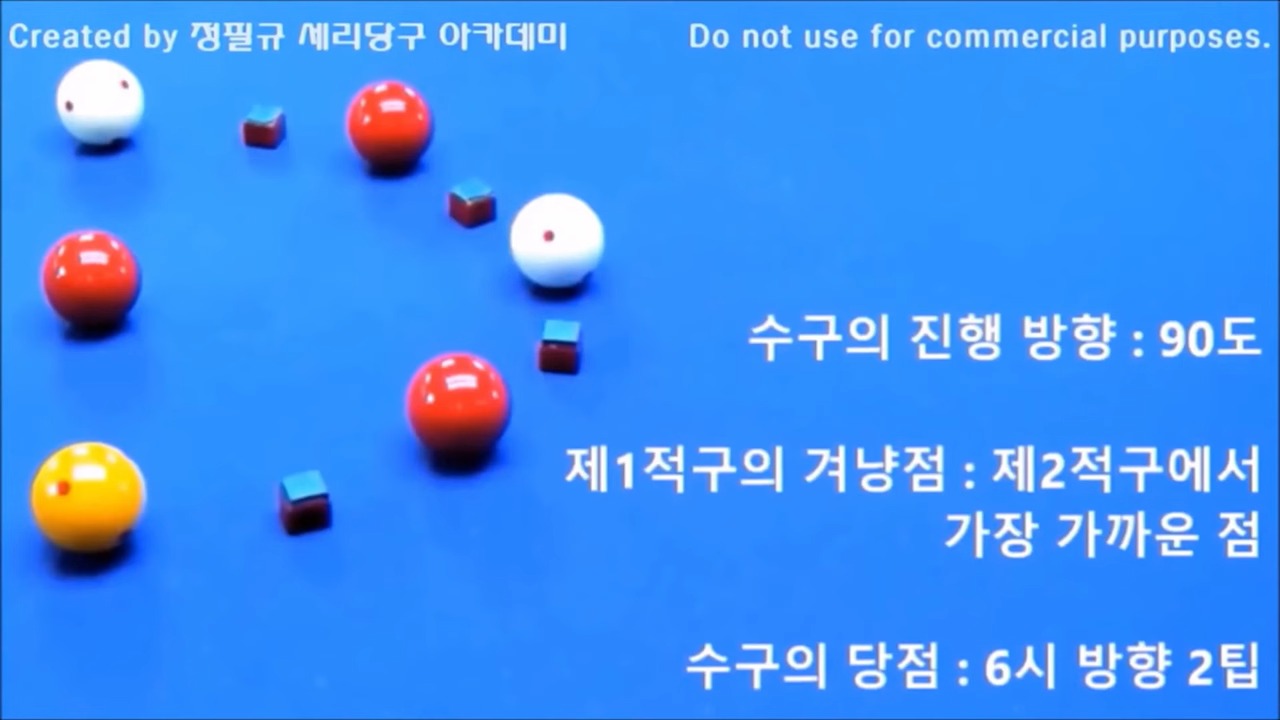 Created by 정필규 세리당구 아카데미
Do not use for commercial purposes.
수구의 진행 방향 : 90도
제1적구의 겨냥점 : 제2적구에서
가장 가까운 점
수구의 당점 : 6시 방향 2팁